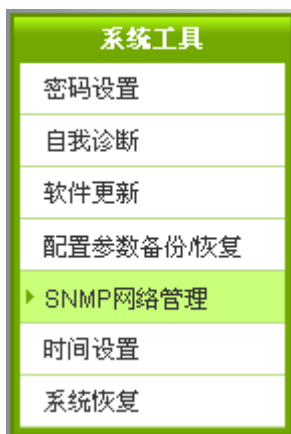 系统工具
密码设置
自我诊断
软件更新
配置参数备份/恢复
SNMP网络管理
时间设置
系统恢复